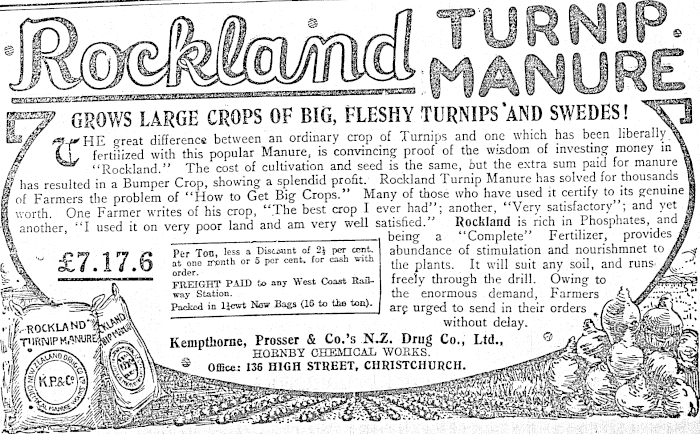 Rockland TURNIP
MANURE
GROWS LARGE CROPS OF BIG, FLESHY TURNIPS AND SWEDES!
THE great difference between an ordinary crop of Turnips and one which has been liberally
fertilized with this popular Manure, is convincing proof of the wisdom of investing money in
"Rockland." The cost of cultivation and seed is the same, but the extra sum paid for manure
has resulted in a Bumper Crop, showing a splendid profit. Rockland Turnip Manure has solved for thousands
of Farmers the problem of "How to Get Big Crops." Many of those who have used it certify to its genuine
worth. One Farmer writes of his crop, "The best crop I ever had"; another, "Very satisfactory"; and yet
another, "I used it on very poor land and am very well satisfied." Rockland is rich in Phosphates, and
being a "Complete" Fertilizer, provides
abundance of stimulation and nourishmnet to
the plants. It will suit any soil, and runs
freely through the drill. Owing to
the enormous demand, Farmers
are urged to send in their orders
without delay.
£7.17.6
Per Ton, less a Discount of 2½ per cent.
at one month or 5 per cent. for cash with
order.
FREIGHT PAID to any West Coast Rail-
way Station.
Packed in 1¼cwt New Bags (16 to the ton).
Kempthorne, Prosser & Co.'s N.Z. Drug Co., Ltd.,
HORNBY CHEMICAL WORKS.
Office: 136 HIGH STREET, CHRISTCHURCH.
"ROCKLAND"
TURNIP MANURE
K.P.&Co